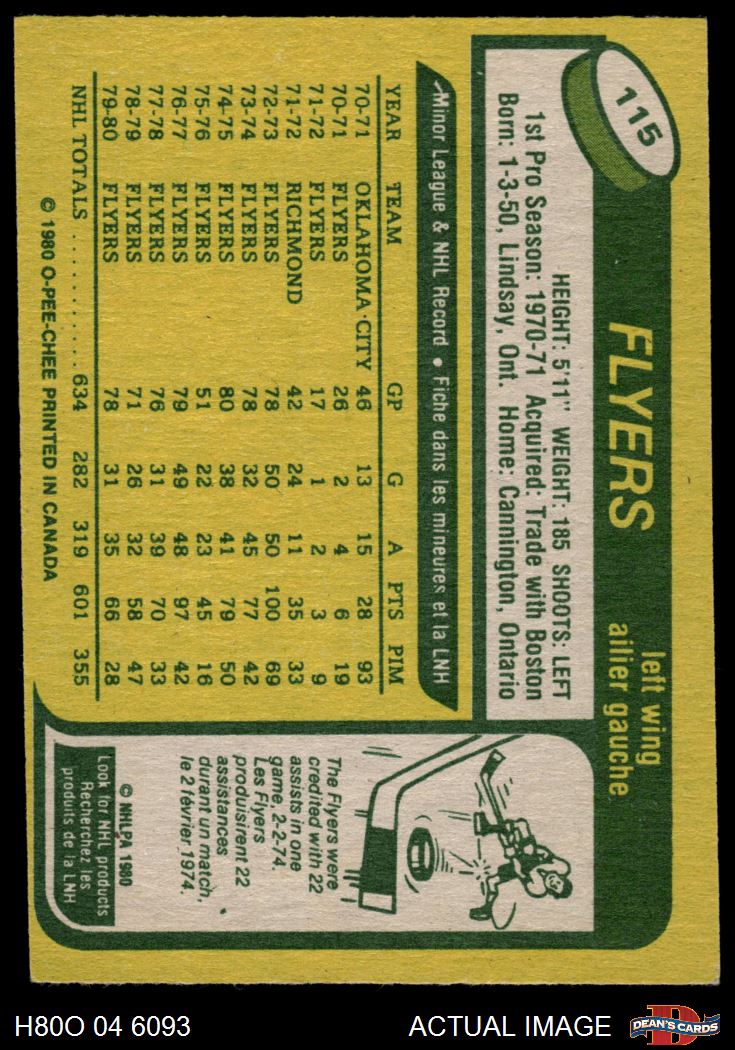 115
FLYERS
left wing
ailier gauche
HEIGHT: 5'11" WEIGHT: 185 SHOOTS: LEFT
1st Pro Season: 1970-71 Acquired: Trade with Boston
Born: 1-3-50, Lindsay, Ont. Home: Cannington, Ontario
Minor League & NHL Record • Fiche dans les mineures et la LNH
YEAR TEAM GP G A PTS PIM
70-71 OKLAHOMA CITY 46 13 15 28 93
70-71 FLYERS 26 2 4 6 19
71-72 FLYERS 17 1 2 3 9
71-72 RICHMOND 42 24 11 35 33
72-73 FLYERS 78 50 50 100 69
73-74 FLYERS 78 32 45 77 42
74-75 FLYERS 80 38 41 79 50
75-76 FLYERS 51 22 23 45 16
76-77 FLYERS 79 49 48 97 42
77-78 FLYERS 76 31 39 70 33
78-79 FLYERS 71 26 32 58 47
79-80 FLYERS 78 31 35 66 28
NHL TOTALS .......... 634 282 319 601 355
© 1980 O-PEE-CHEE PRINTED IN CANADA
The Flyers were
credited with 22
assists in one
game, 2-2-74.
Les Flyers
produisirent 22
assistances
durant un match,
le 2 février 1974.
© NHLPA 1980
Look for NHL products
Recherchez les
produits de la LNH
H80O 04 6093
ACTUAL IMAGE
D
DEAN'S CARDS